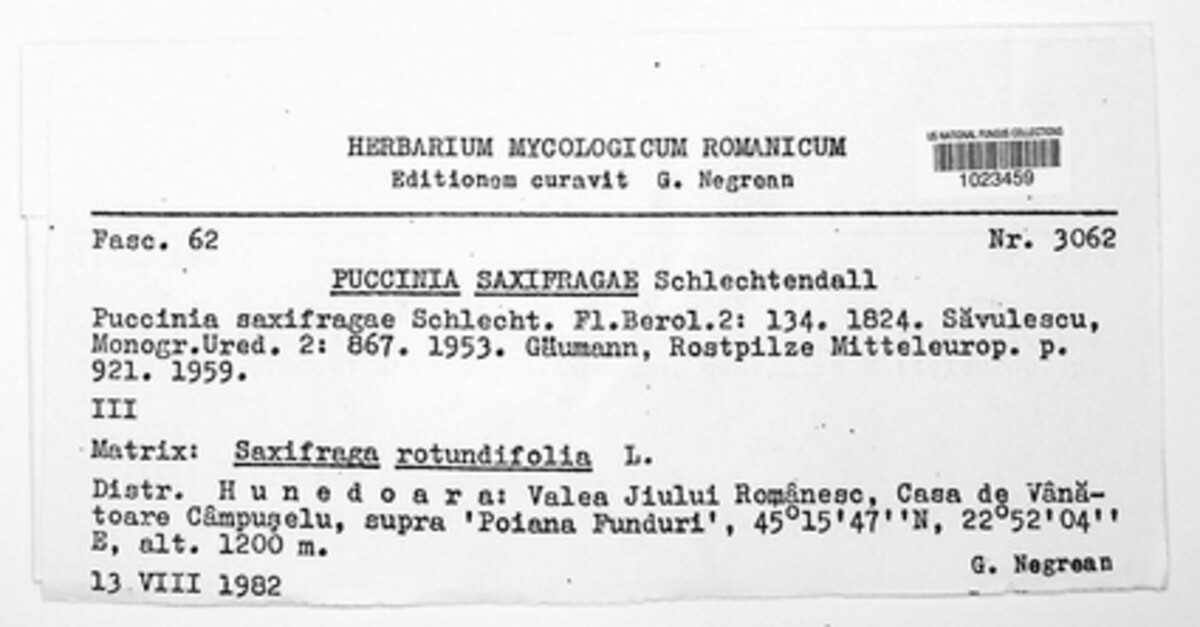 HERBARIUM MYCOLOGICUM ROMANICUM
Editionem curavit G. Negrean
US NATIONAL FUNGUS COLLECTIONS
1023459
Fasc. 62 Nr. 3062
PUCCINIA SAXIFRAGAE Schlechtendall
Puccinia saxifragae Schlecht. Fl.Berol.2: 134. 1824. Săvulescu,
Monogr.Ured. 2: 867. 1953. Gäumann, Rostpilze Mitteleurop. p.
921. 1959.
III
Matrix: Saxifraga rotundifolia L.
Distr. H u n e d o a r a: Valea Jiului Românesc, Casa de Vână-
toare Câmpuşelu, supra 'Poiana Funduri', 45°15'47''N, 22°52'04''
E, alt. 1200 m.
G. Negrean
13 VIII 1982